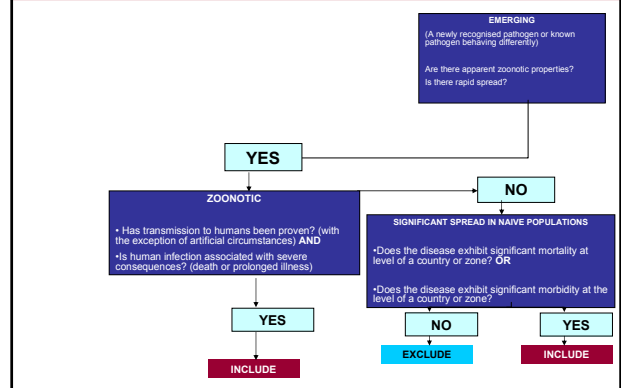 EMERGING
(A newly recognised pathogen or known
pathogen behaving differently)
Are there apparent zoonotic properties?
Is there rapid spread?
YES
ZOONOTIC
• Has transmission to humans been proven? (with
the exception of artificial circumstances) AND
•Is human infection associated with severe
consequences? (death or prolonged illness)
NO
SIGNIFICANT SPREAD IN NAIVE POPULATIONS
•Does the disease exhibit significant mortality at
level of a country or zone? OR
•Does the disease exhibit significant morbidity at the
level of a country or zone?
YES
INCLUDE
NO
EXCLUDE
YES
INCLUDE